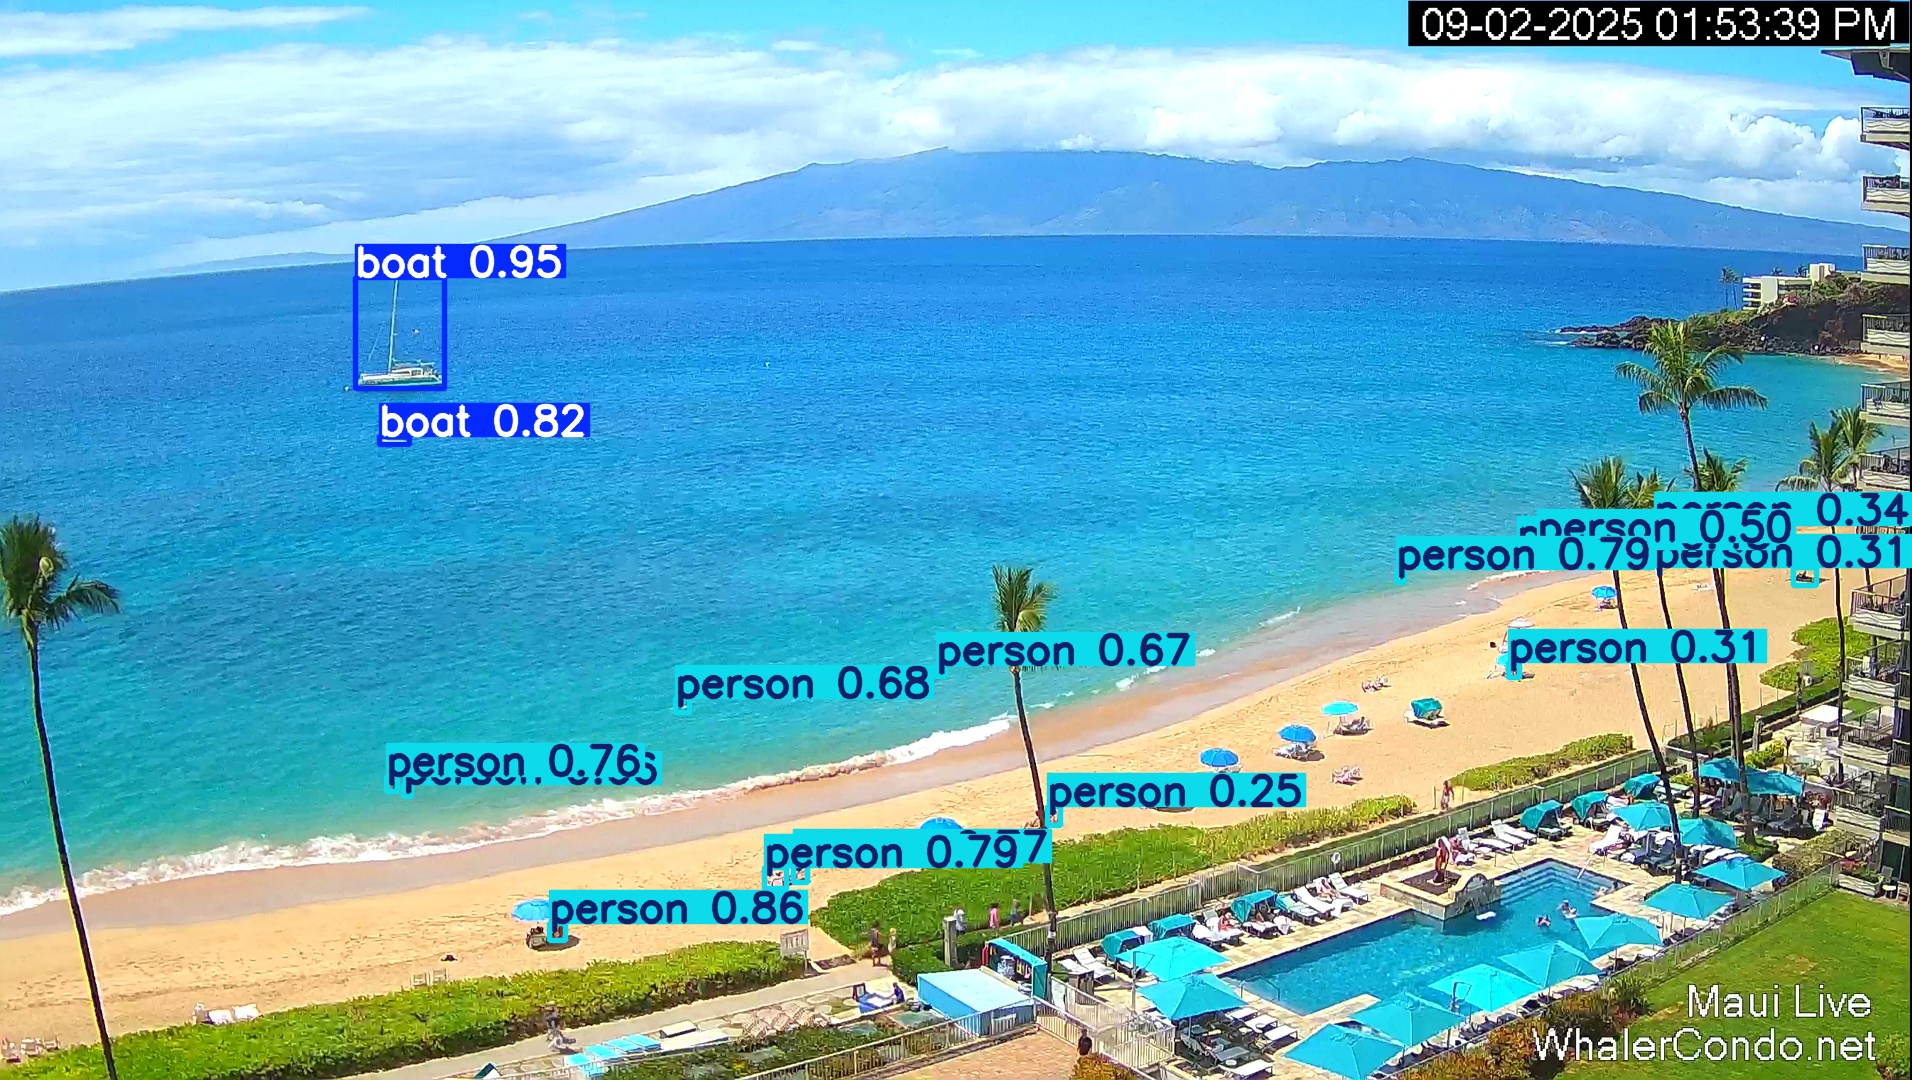 09-02-2025 01:53:39 PM
boat 0.95
boat 0.82
0.34
person 0.50
person 0.79
person 0.31
person 0.31
person 0.67
person 0.68
person 0.76
person 0.25
person 0.79
person 0.86
Maui Live
WhalerCondo.net